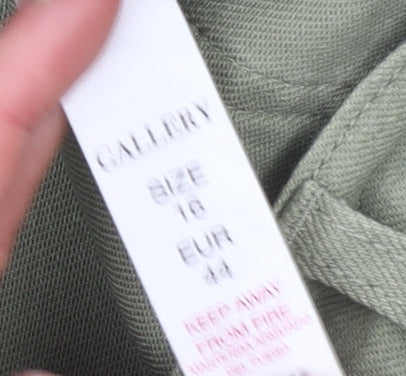 GALLERY
SIZE
16
EUR
44
KEEP AWAY
FROM FIRE